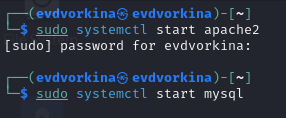 ┌──(evdvorkina㉿evdvorkina)-[~]
└─$ sudo systemctl start apache2
[sudo] password for evdvorkina:
┌──(evdvorkina㉿evdvorkina)-[~]
└─$ sudo systemctl start mysql